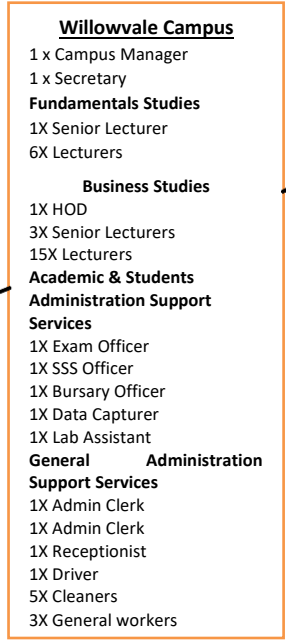 Willowvale Campus
1 x Campus Manager
1 x Secretary
Fundamentals Studies
1X Senior Lecturer
6X Lecturers
Business Studies
1X HOD
3X Senior Lecturers
15X Lecturers
Academic & Students
Administration Support
Services
1X Exam Officer
1X SSS Officer
1X Bursary Officer
1X Data Capturer
1X Lab Assistant
General Administration
Support Services
1X Admin Clerk
1X Admin Clerk
1X Receptionist
1X Driver
5X Cleaners
3X General workers